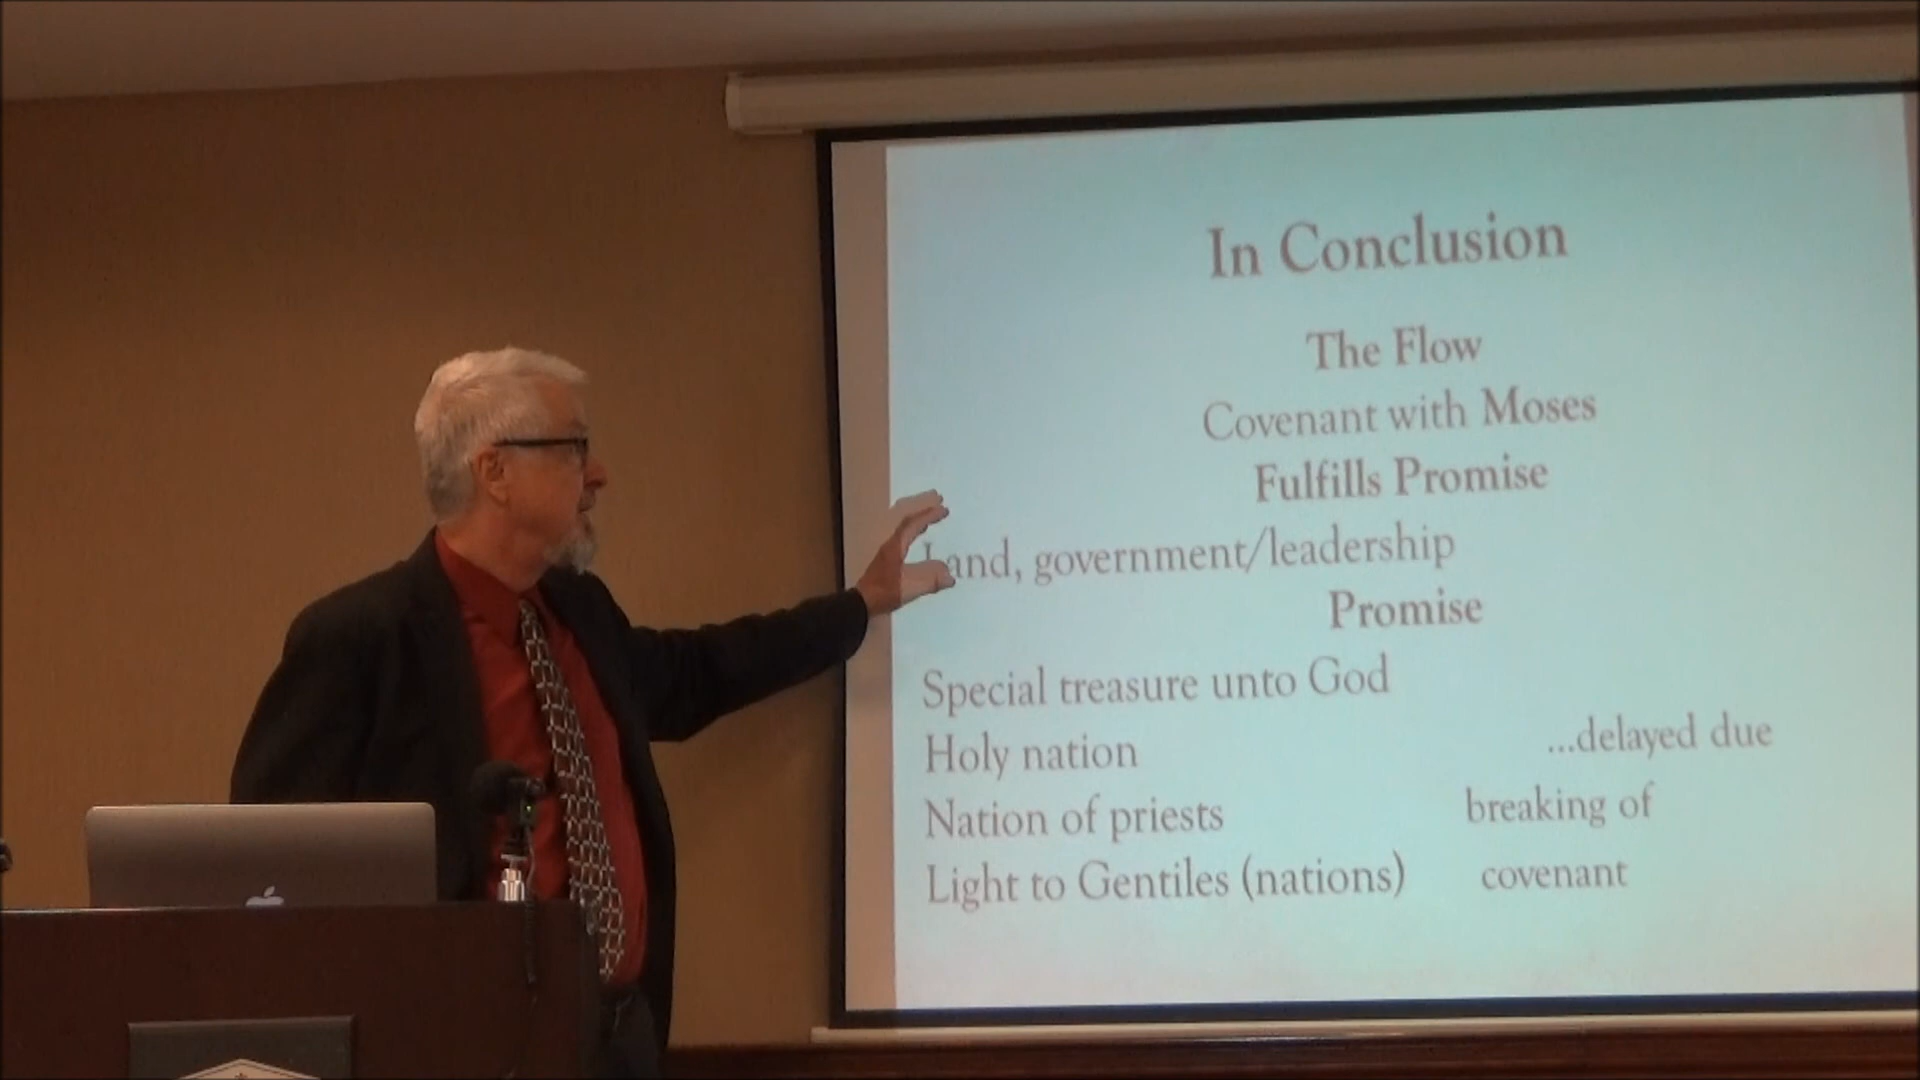 In Conclusion
The Flow
Covenant with Moses
Fulfills Promise
Land, government/leadership
Promise
Special treasure unto God
Holy nation
...delayed due
Nation of priests
breaking of
Light to Gentiles (nations)
covenant